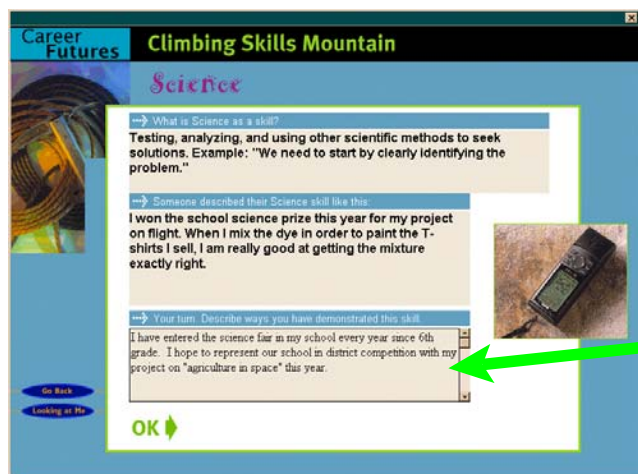 Career
Futures
Climbing Skills Mountain
Science
What is Science as a skill?
Testing, analyzing, and using other scientific methods to seek
solutions. Example: "We need to start by clearly identifying the
problem."
Someone described their Science skill like this:
I won the school science prize this year for my project
on flight. When I mix the dye in order to paint the T-
shirts I sell, I am really good at getting the mixture
exactly right.
Your turn. Describe ways you have demonstrated this skill.
I have entered the science fair in my school every year since 6th
grade. I hope to represent our school in district competition with my
project on "agriculture in space" this year.
Go Back
Looking at Me
OK